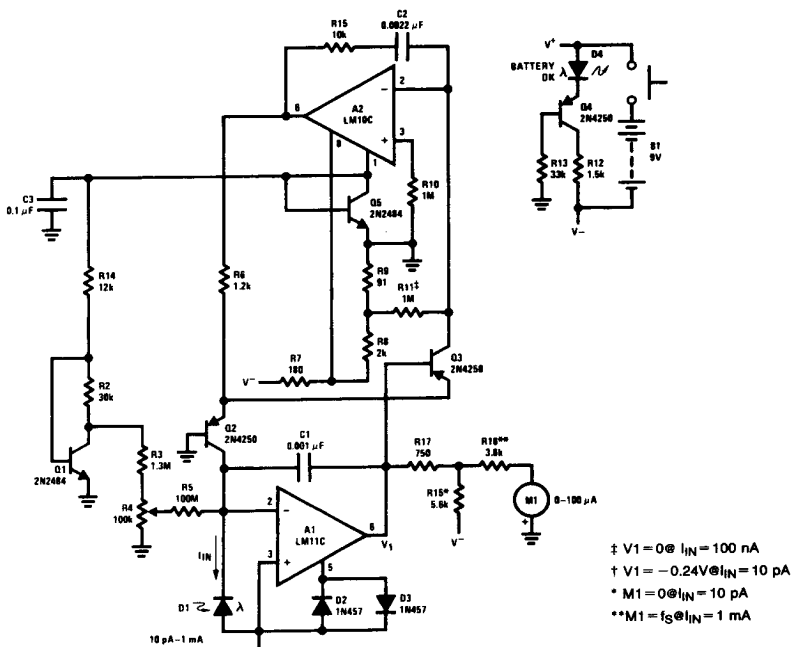 R15
10k
C2
0.0022 µF
A2
LM10C
6
2
−
3
+
8
1
R10
1M
C3
0.1 µF
Q5
2N2484
R14
12k
R6
1.2k
R9
91
R11‡
1M
R8
2k
R7
180
V−
Q3
2N4250
R2
30k
Q1
2N2484
R3
1.3M
R4
100k
R5
100M
Q2
2N4250
C1
0.001 µF
2
−
A1
LM11C
3
+
6
V1
5
IIN
D1
λ
D2
1N457
D3
1N457
10 pA–1 mA
R17
750
R16**
3.8k
R15*
5.6k
V−
M1
+
0–100 µA
V+
D4
BATTERY
OK
λ
Q4
2N4250
R13
33k
R12
1.5k
B1
9V
V−
‡ V1=0@ IIN=100 nA
† V1=−0.24V@IIN=10 pA
* M1=0@IIN=10 pA
**M1=fS@IIN=1 mA